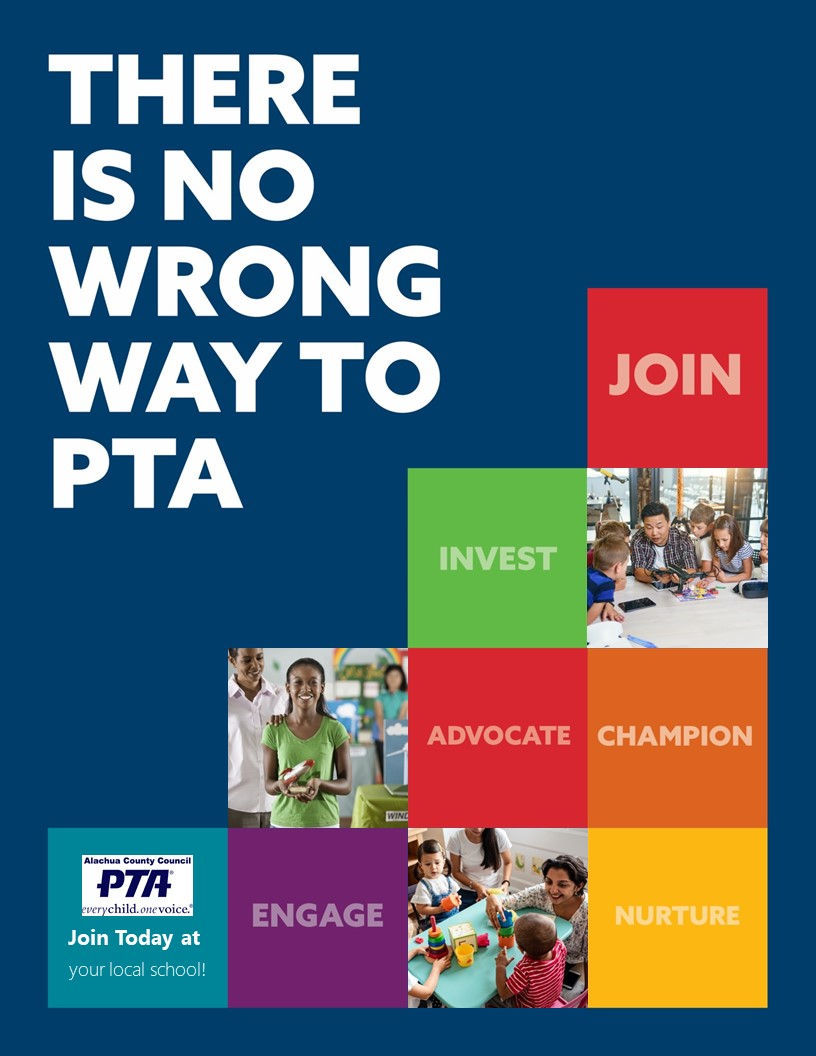 THERE
IS NO
WRONG
WAY TO
PTA
JOIN
INVEST
ADVOCATE
CHAMPION
Alachua County Council
PTA®
everychild.onevoice.®
Join Today at
your local school!
ENGAGE
NURTURE